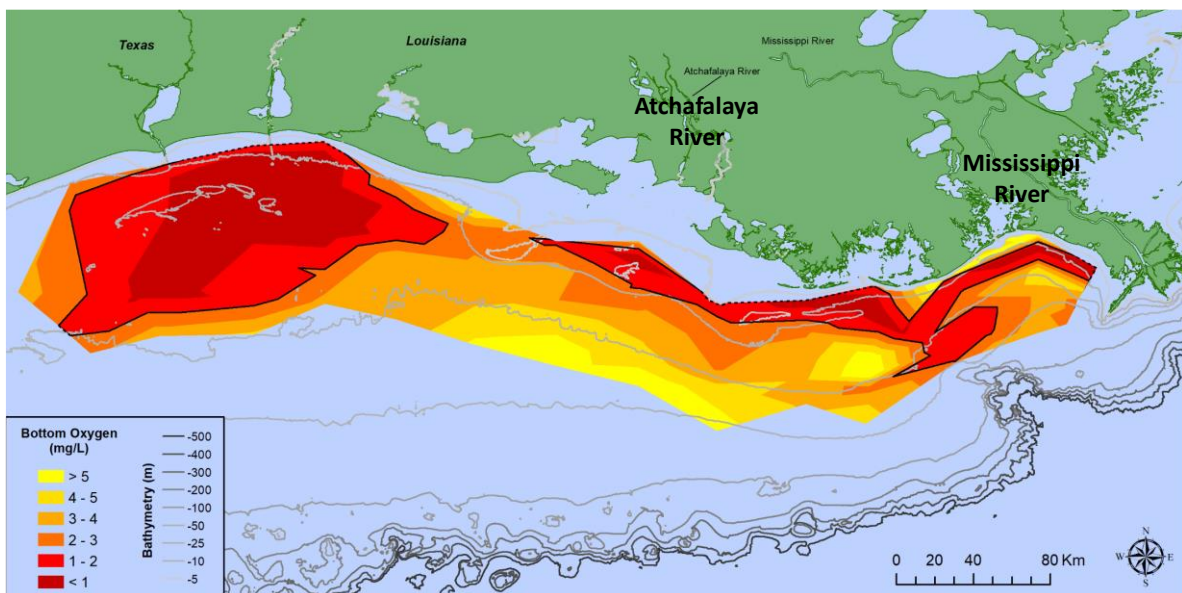 Texas
Louisiana
Mississippi River
Atchafalaya River
Atchafalaya
River
Mississippi
River
Bottom Oxygen
(mg/L)
> 5
4 - 5
3 - 4
2 - 3
1 - 2
< 1
Bathymetry (m)
-500
-400
-300
-200
-100
-50
-25
-10
-5
0 20 40 80 Km
N
W E
S